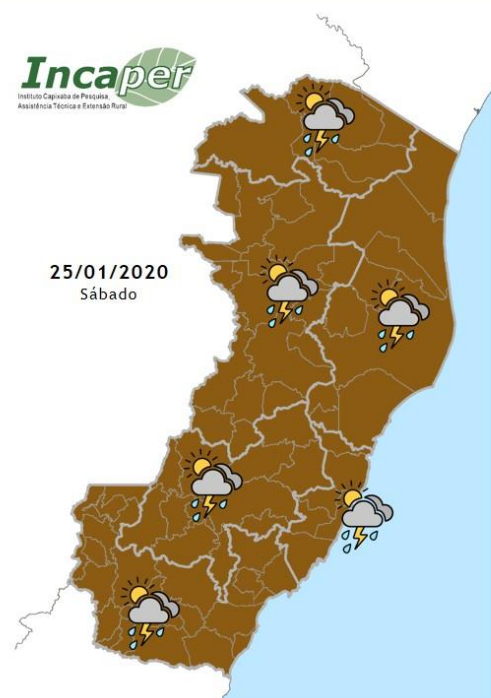 Incaper
Instituto Capixaba de Pesquisa,
Assistência Técnica e Extensão Rural
25/01/2020
Sábado